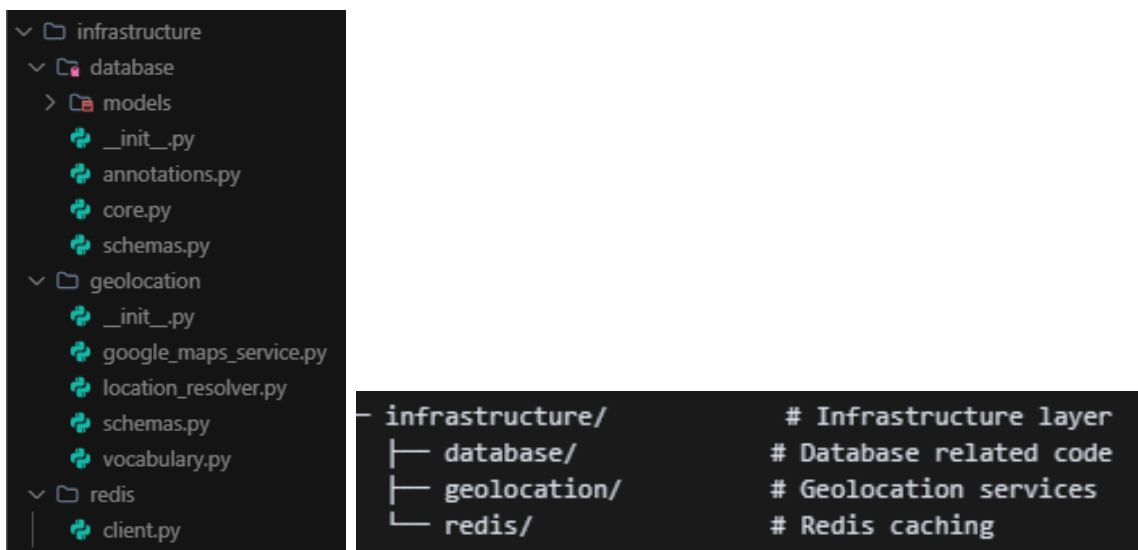 infrastructure
database
models
__init__.py
annotations.py
core.py
schemas.py
geolocation
__init__.py
google_maps_service.py
location_resolver.py
schemas.py
vocabulary.py
redis
client.py
─ infrastructure/ # Infrastructure layer
├── database/ # Database related code
├── geolocation/ # Geolocation services
└── redis/ # Redis caching